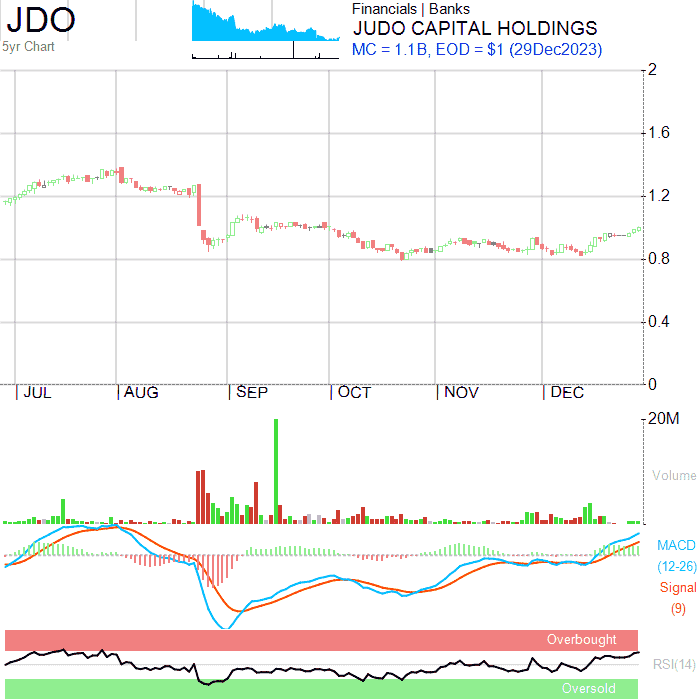 JDO
5yr Chart
Financials | Banks
JUDO CAPITAL HOLDINGS
MC = 1.1B, EOD = $1 (29Dec2023)
2
1.6
1.2
0.8
0.4
0
JUL AUG SEP OCT NOV DEC
20M
Volume
MACD
(12-26)
Signal
(9)
Overbought
RSI(14)
Oversold